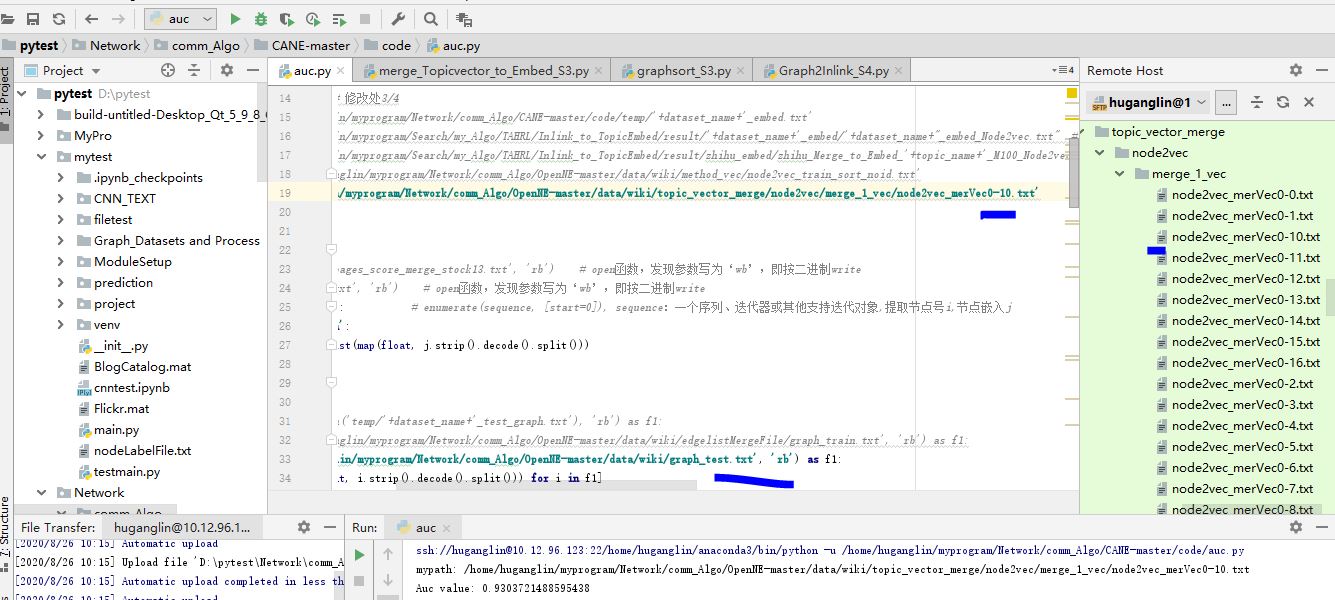 auc
pytest Network comm_Algo CANE-master code auc.py
1: Project
Project
auc.py
merge_Topicvector_to_Embed_S3.py
graphsort_S3.py
Graph2Inlink_S4.py
4
Remote Host
pytest D:\pytest
build-untitled-Desktop_Qt_5_9_8_
MyPro
mytest
.ipynb_checkpoints
CNN_TEXT
filetest
Graph_Datasets and Process
ModuleSetup
prediction
project
venv
__init__.py
BlogCatalog.mat
cnntest.ipynb
Flickr.mat
main.py
nodeLabelFile.txt
testmain.py
Network
comm_Algo
14 修改处3/4
15 in/myprogram/Network/comm_Algo/CANE-master/code/temp/'+dataset_name+'_embed.txt'
16 in/myprogram/Search/my_Algo/TAHRL/Inlink_to_TopicEmbed/result/'+dataset_name+'_embed/'+dataset_name+"_embed_Node2vec.txt" #
17 in/myprogram/Search/my_Algo/TAHRL/Inlink_to_TopicEmbed/result/zhihu_embed/zhihu_Merge_to_Embed_'+topic_name+'_M100_Node2vec
18 nglin/myprogram/Network/comm_Algo/OpenNE-master/data/wiki/method_vec/node2vec_train_sort_noid.txt'
19 /myprogram/Network/comm_Algo/OpenNE-master/data/wiki/topic_vector_merge/node2vec/merge_1_vec/node2vec_merVec0-10.txt'
20
21
22
23 ages_score_merge_stock13.txt', 'rb') # open函数，发现参数写为‘wb’，即按二进制write
24 xt', 'rb') # open函数，发现参数写为‘wb’，即按二进制write
25 : # enumerate(sequence, [start=0]), sequence：一个序列、迭代器或其他支持迭代对象,提取节点号i,节点嵌入j
26 ':
27 st(map(float, j.strip().decode().split()))
28
29
30
31 ('temp/'+dataset_name+'_test_graph.txt'), 'rb') as f1:
32 nglin/myprogram/Network/comm_Algo/OpenNE-master/data/wiki/edgelistMergeFile/graph_train.txt', 'rb') as f1:
33 lin/myprogram/Network/comm_Algo/OpenNE-master/data/wiki/graph_test.txt', 'rb') as f1:
34 t, i.strip().decode().split()) for i in f1]
SFTP huganglin@1 ...
topic_vector_merge
node2vec
merge_1_vec
node2vec_merVec0-0.txt
node2vec_merVec0-1.txt
node2vec_merVec0-10.txt
node2vec_merVec0-11.txt
node2vec_merVec0-12.txt
node2vec_merVec0-13.txt
node2vec_merVec0-14.txt
node2vec_merVec0-15.txt
node2vec_merVec0-16.txt
node2vec_merVec0-2.txt
node2vec_merVec0-3.txt
node2vec_merVec0-4.txt
node2vec_merVec0-5.txt
node2vec_merVec0-6.txt
node2vec_merVec0-7.txt
node2vec_merVec0-8.txt
7: Structure
File Transfer: huganglin@10.12.96.1...
[2020/8/26 10:15] Automatic upload
[2020/8/26 10:15] Upload file 'D:\pytest\Network\comm_A
[2020/8/26 10:15] Automatic upload completed in less th
[2020/8/26 10:15] Automatic upload
Run: auc
ssh://huganglin@10.12.96.123:22/home/huganglin/anaconda3/bin/python -u /home/huganglin/myprogram/Network/comm_Algo/CANE-master/code/auc.py
mypath: /home/huganglin/myprogram/Network/comm_Algo/OpenNE-master/data/wiki/topic_vector_merge/node2vec/merge_1_vec/node2vec_merVec0-10.txt
Auc value: 0.9303721488595438